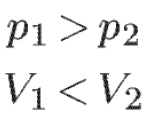 p₁ > p₂
V₁ < V₂